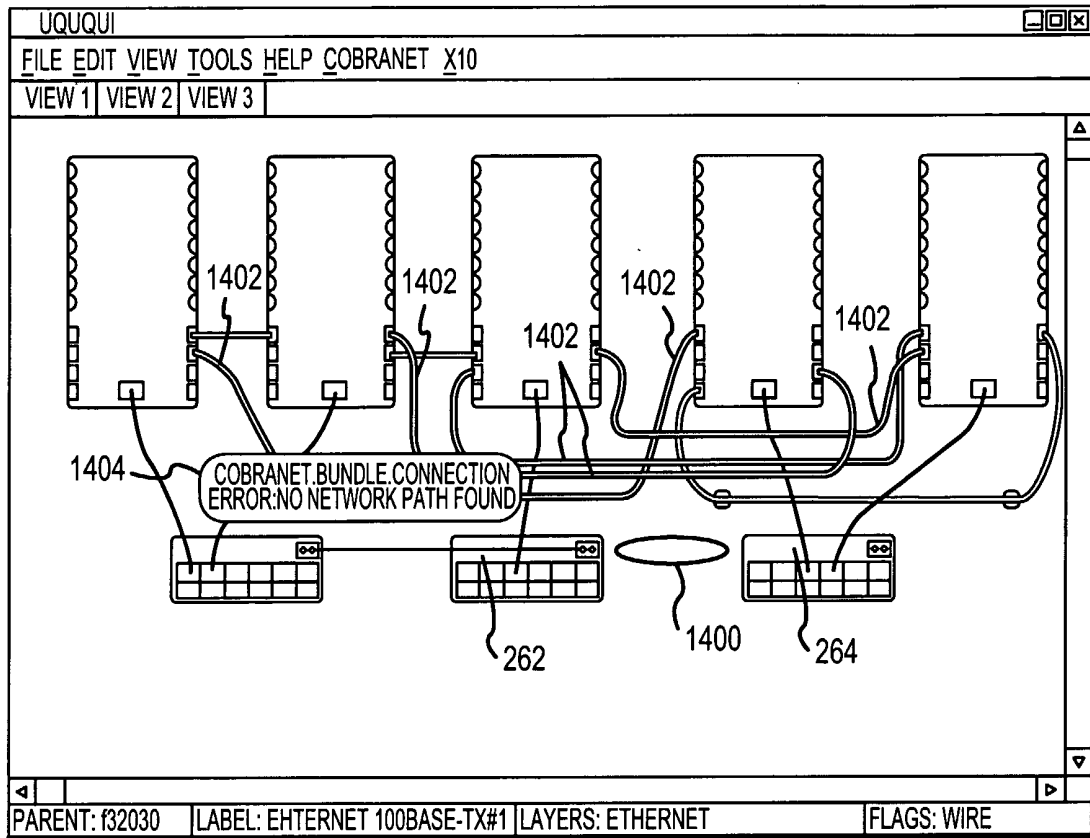 UQUQUI
FILE EDIT VIEW TOOLS HELP COBRANET X10
VIEW 1 VIEW 2 VIEW 3
1402
1402
1402
1402
1402
1404
COBRANET.BUNDLE.CONNECTION
ERROR:NO NETWORK PATH FOUND
262
1400
264
PARENT: f32030 LABEL: EHTERNET 100BASE-TX#1 LAYERS: ETHERNET FLAGS: WIRE